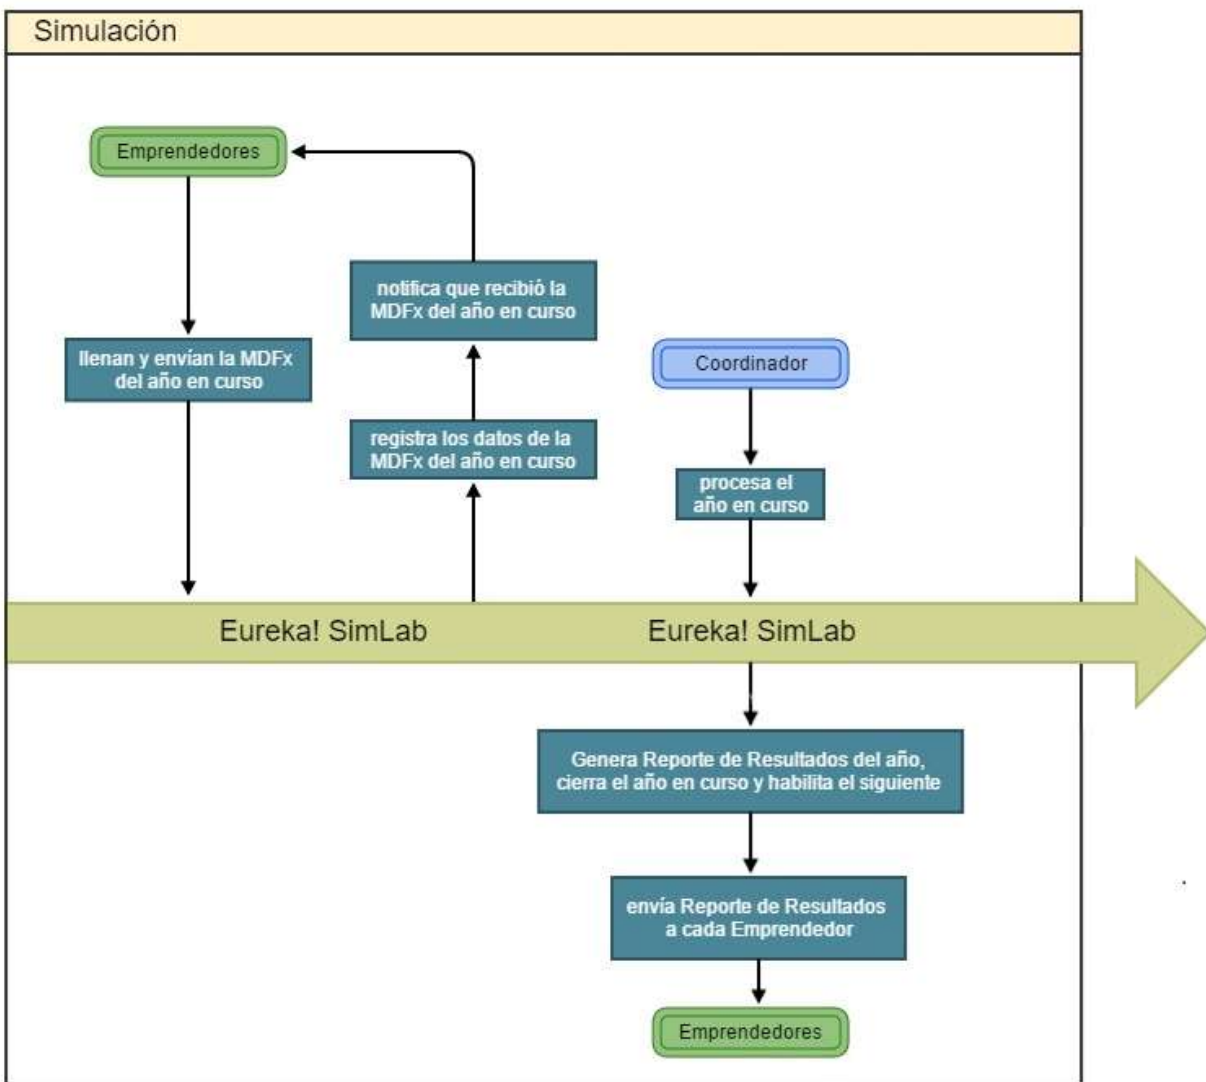 Simulación
Emprendedores
llenan y envían la MDFx
del año en curso
notifica que recibió la
MDFx del año en curso
registra los datos de la
MDFx del año en curso
Coordinador
procesa el
año en curso
Eureka! SimLab
Eureka! SimLab
Genera Reporte de Resultados del año,
cierra el año en curso y habilita el siguiente
envía Reporte de Resultados
a cada Emprendedor
Emprendedores